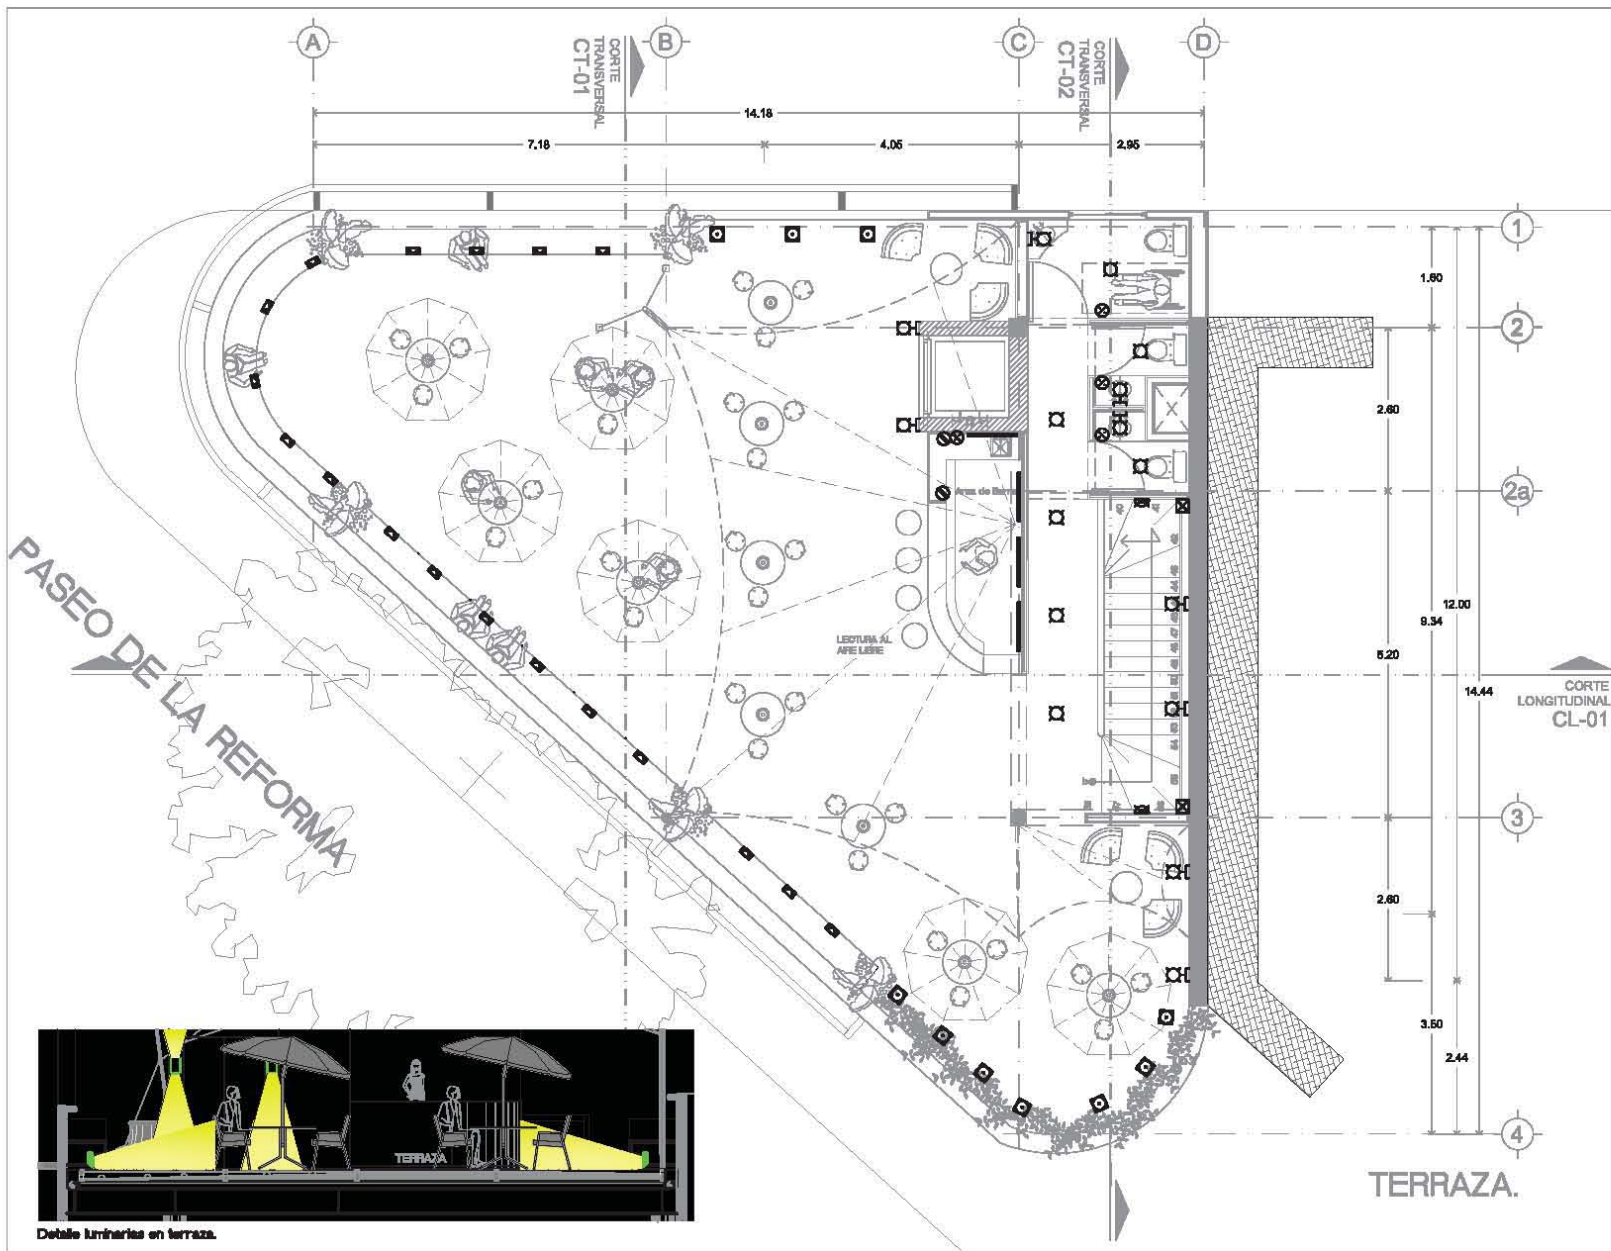 A
B
C
D
CORTE
TRANSVERSAL
CT-01
CORTE
TRANSVERSAL
CT-02
14.18
7.18
4.05
2.95
1
2
2a
3
4
1.60
2.60
5.20
2.60
9.34
3.50
12.00
2.44
14.44
CORTE
LONGITUDINAL
CL-01
PASEO DE LA REFORMA
Area de Barra
LECTURA AL
AIRE LIBRE
TERRAZA
Detalle luminarias en terraza.
TERRAZA.